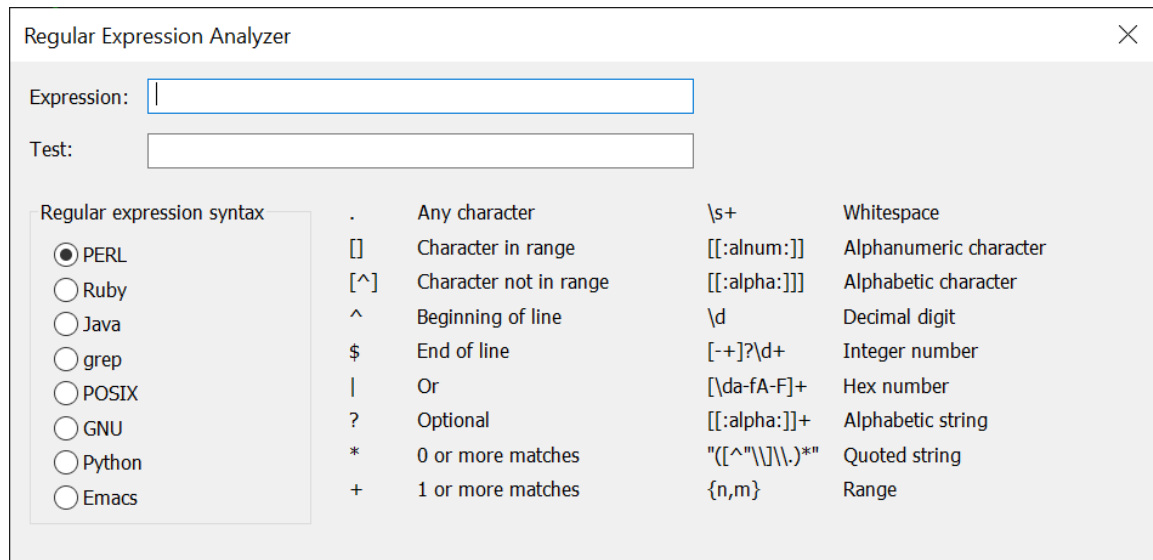 Regular Expression Analyzer
Expression:
Test:
Regular expression syntax
PERL
Ruby
Java
grep
POSIX
GNU
Python
Emacs
. Any character \s+ Whitespace
[] Character in range [[:alnum:]] Alphanumeric character
[^] Character not in range [[:alpha:]]] Alphabetic character
^ Beginning of line \d Decimal digit
$ End of line [-+]?\d+ Integer number
| Or [\da-fA-F]+ Hex number
? Optional [[:alpha:]]+ Alphabetic string
* 0 or more matches "([^"\\]\\.)*" Quoted string
+ 1 or more matches {n,m} Range